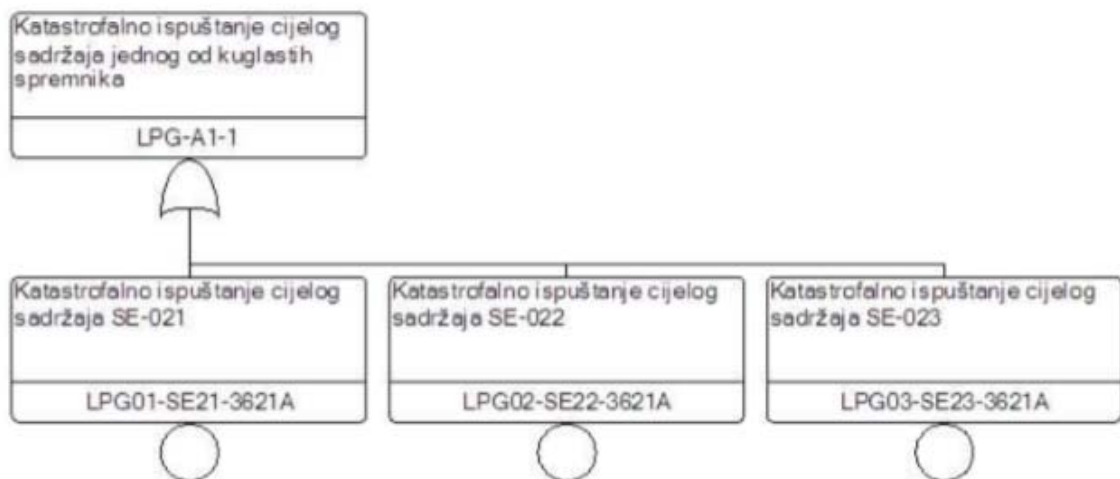 Katastrofalno ispuštanje cijelog
sadržaja jednog od kuglastih
spremnika
LPG-A1-1
Katastrofalno ispuštanje cijelog
sadržaja SE-021
LPG01-SE21-3621A
Katastrofalno ispuštanje cijelog
sadržaja SE-022
LPG02-SE22-3621A
Katastrofalno ispuštanje cijelog
sadržaja SE-023
LPG03-SE23-3621A